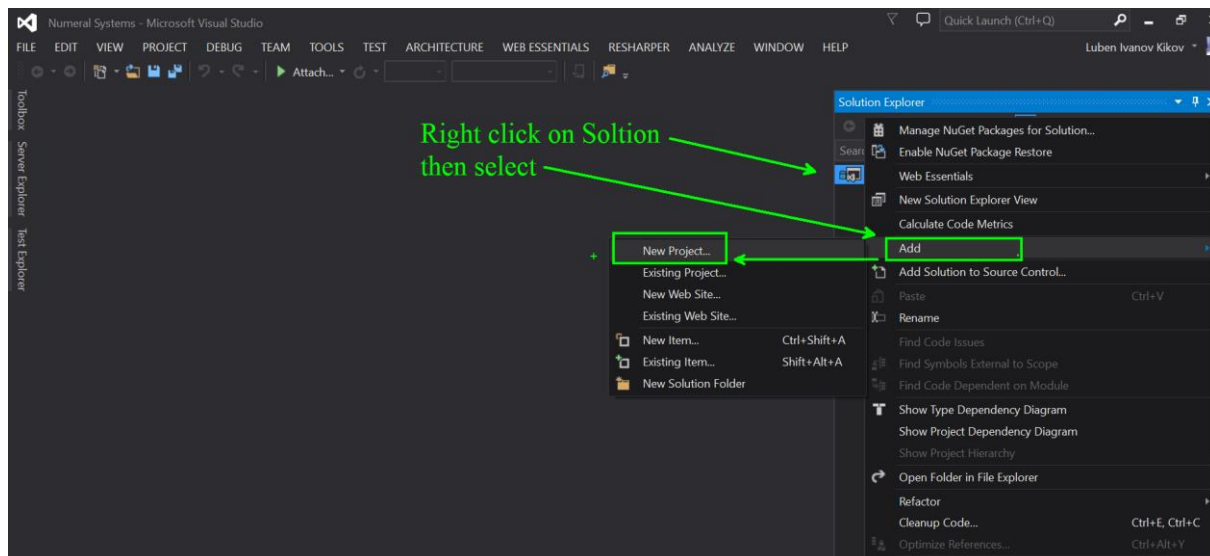 Numeral Systems - Microsoft Visual Studio
Quick Launch (Ctrl+Q)
FILE EDIT VIEW PROJECT DEBUG TEAM TOOLS TEST ARCHITECTURE WEB ESSENTIALS RESHARPER ANALYZE WINDOW HELP
Luben Ivanov Kikov
Attach...
Toolbox
Server Explorer
Test Explorer
Right click on Soltion
then select
Solution Explorer
Sear
Manage NuGet Packages for Solution...
Enable NuGet Package Restore
Web Essentials
New Solution Explorer View
Calculate Code Metrics
Add
Add Solution to Source Control...
Paste Ctrl+V
Rename
Find Code Issues
Find Symbols External to Scope
Find Code Dependent on Module
Show Type Dependency Diagram
Show Project Dependency Diagram
Show Project Hierarchy
Open Folder in File Explorer
Refactor
Cleanup Code... Ctrl+E, Ctrl+C
Optimize References... Ctrl+Alt+Y
New Project...
Existing Project...
New Web Site...
Existing Web Site...
New Item... Ctrl+Shift+A
Existing Item... Shift+Alt+A
New Solution Folder